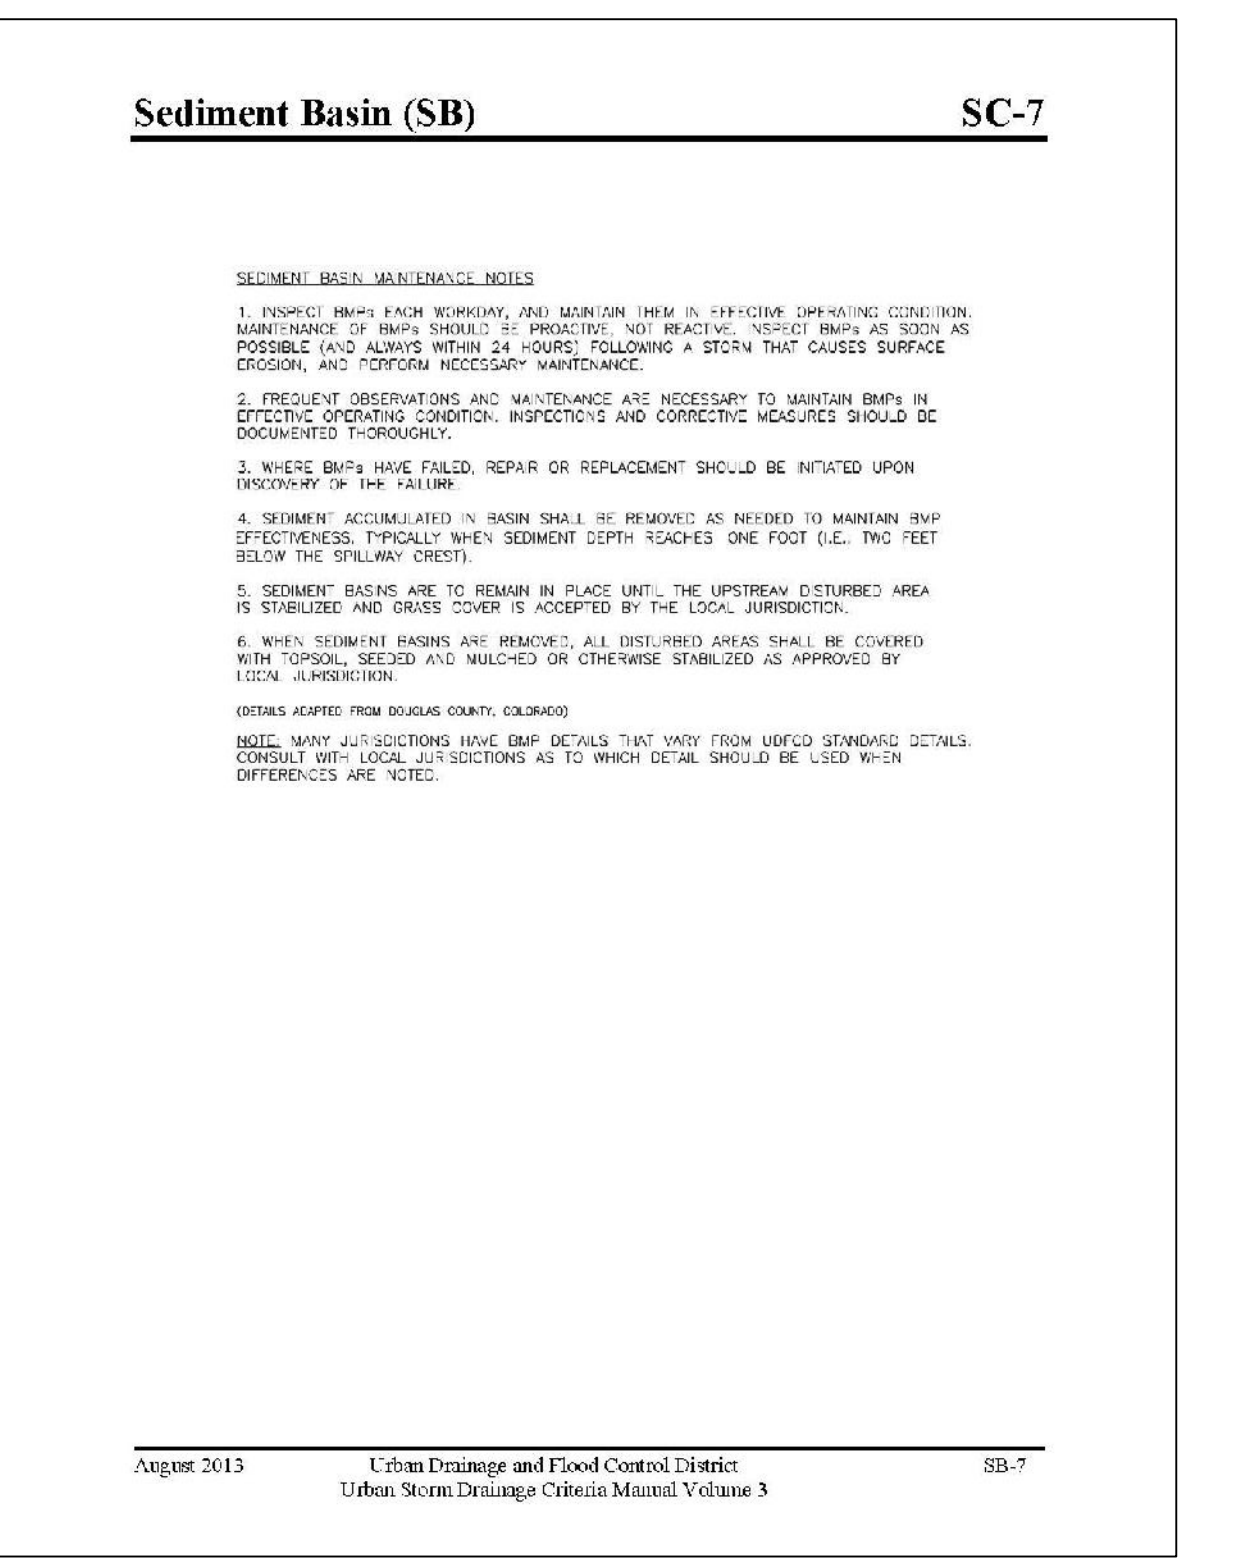 Sediment Basin (SB) SC-7
SEDIMENT BASIN MAINTENANCE NOTES
1. INSPECT BMPs EACH WORKDAY, AND MAINTAIN THEM IN EFFECTIVE OPERATING CONDITION.
MAINTENANCE OF BMPs SHOULD BE PROACTIVE, NOT REACTIVE. INSPECT BMPs AS SOON AS
POSSIBLE (AND ALWAYS WITHIN 24 HOURS) FOLLOWING A STORM THAT CAUSES SURFACE
EROSION, AND PERFORM NECESSARY MAINTENANCE.
2. FREQUENT OBSERVATIONS AND MAINTENANCE ARE NECESSARY TO MAINTAIN BMPs IN
EFFECTIVE OPERATING CONDITION. INSPECTIONS AND CORRECTIVE MEASURES SHOULD BE
DOCUMENTED THOROUGHLY.
3. WHERE BMPs HAVE FAILED, REPAIR OR REPLACEMENT SHOULD BE INITIATED UPON
DISCOVERY OF THE FAILURE.
4. SEDIMENT ACCUMULATED IN BASIN SHALL BE REMOVED AS NEEDED TO MAINTAIN BMP
EFFECTIVENESS, TYPICALLY WHEN SEDIMENT DEPTH REACHES ONE FOOT (I.E., TWO FEET
BELOW THE SPILLWAY CREST).
5. SEDIMENT BASINS ARE TO REMAIN IN PLACE UNTIL THE UPSTREAM DISTURBED AREA
IS STABILIZED AND GRASS COVER IS ACCEPTED BY THE LOCAL JURISDICTION.
6. WHEN SEDIMENT BASINS ARE REMOVED, ALL DISTURBED AREAS SHALL BE COVERED
WITH TOPSOIL, SEEDED AND MULCHED OR OTHERWISE STABILIZED AS APPROVED BY
LOCAL JURISDICTION.
(DETAILS ADAPTED FROM DOUGLAS COUNTY, COLORADO)
NOTE: MANY JURISDICTIONS HAVE BMP DETAILS THAT VARY FROM UDFCD STANDARD DETAILS.
CONSULT WITH LOCAL JURISDICTIONS AS TO WHICH DETAIL SHOULD BE USED WHEN
DIFFERENCES ARE NOTED.
August 2013 Urban Drainage and Flood Control District SB-7
Urban Storm Drainage Criteria Manual Volume 3